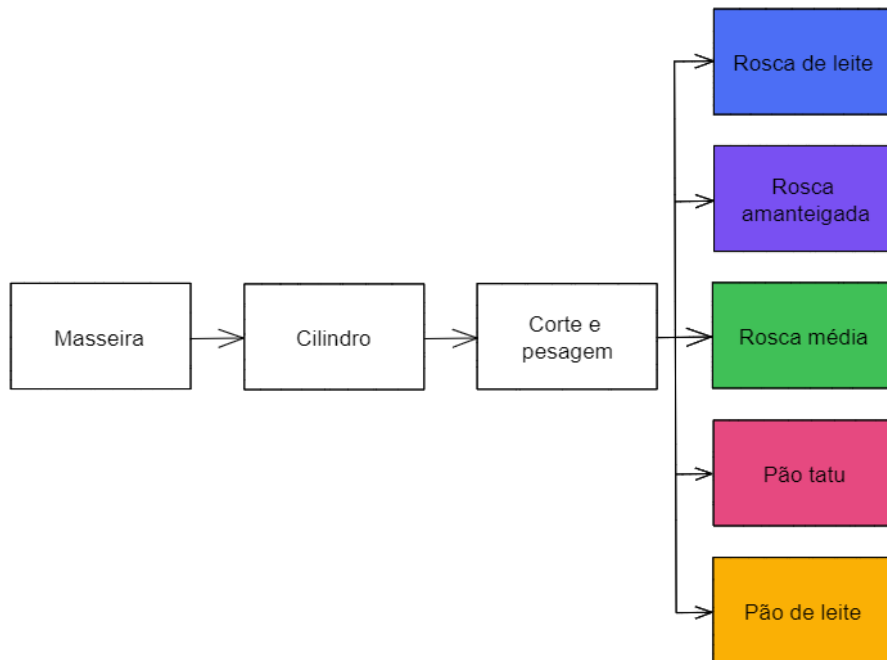 Rosca de leite
Rosca
amanteigada
Masseira
Cilindro
Corte e
pesagem
Rosca média
Pão tatu
Pão de leite